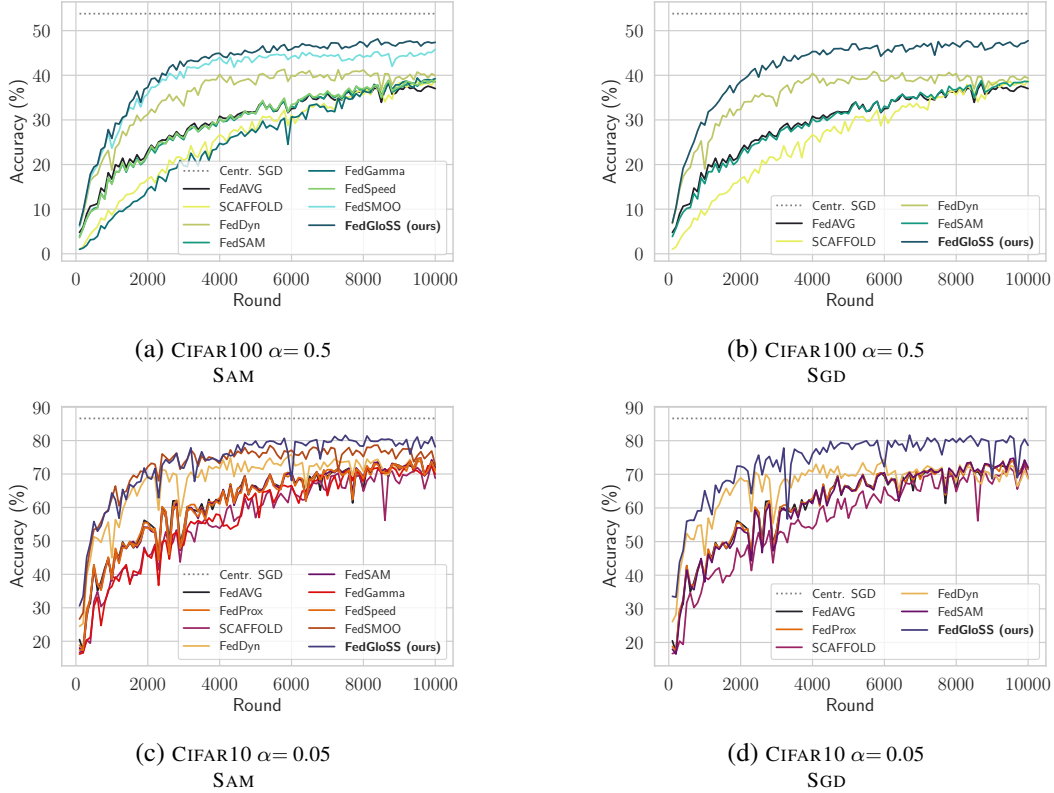 Accuracy (%)
50
40
30
20
10
0
Centr. SGD
FedAVG
SCAFFOLD
FedDyn
FedSAM
FedGamma
FedSpeed
FedSMOO
FedGloSS (ours)
0 2000 4000 6000 8000 10000
Round
(a) CIFAR100 α= 0.5
SAM
Accuracy (%)
50
40
30
20
10
0
Centr. SGD
FedAVG
SCAFFOLD
FedDyn
FedSAM
FedGloSS (ours)
0 2000 4000 6000 8000 10000
Round
(b) CIFAR100 α= 0.5
SGD
Accuracy (%)
90
80
70
60
50
40
30
20
Centr. SGD
FedAVG
FedProx
SCAFFOLD
FedDyn
FedSAM
FedGamma
FedSpeed
FedSMOO
FedGloSS (ours)
0 2000 4000 6000 8000 10000
Round
(c) CIFAR10 α= 0.05
SAM
Accuracy (%)
90
80
70
60
50
40
30
20
Centr. SGD
FedAVG
FedProx
SCAFFOLD
FedDyn
FedSAM
FedGloSS (ours)
0 2000 4000 6000 8000 10000
Round
(d) CIFAR10 α= 0.05
SGD